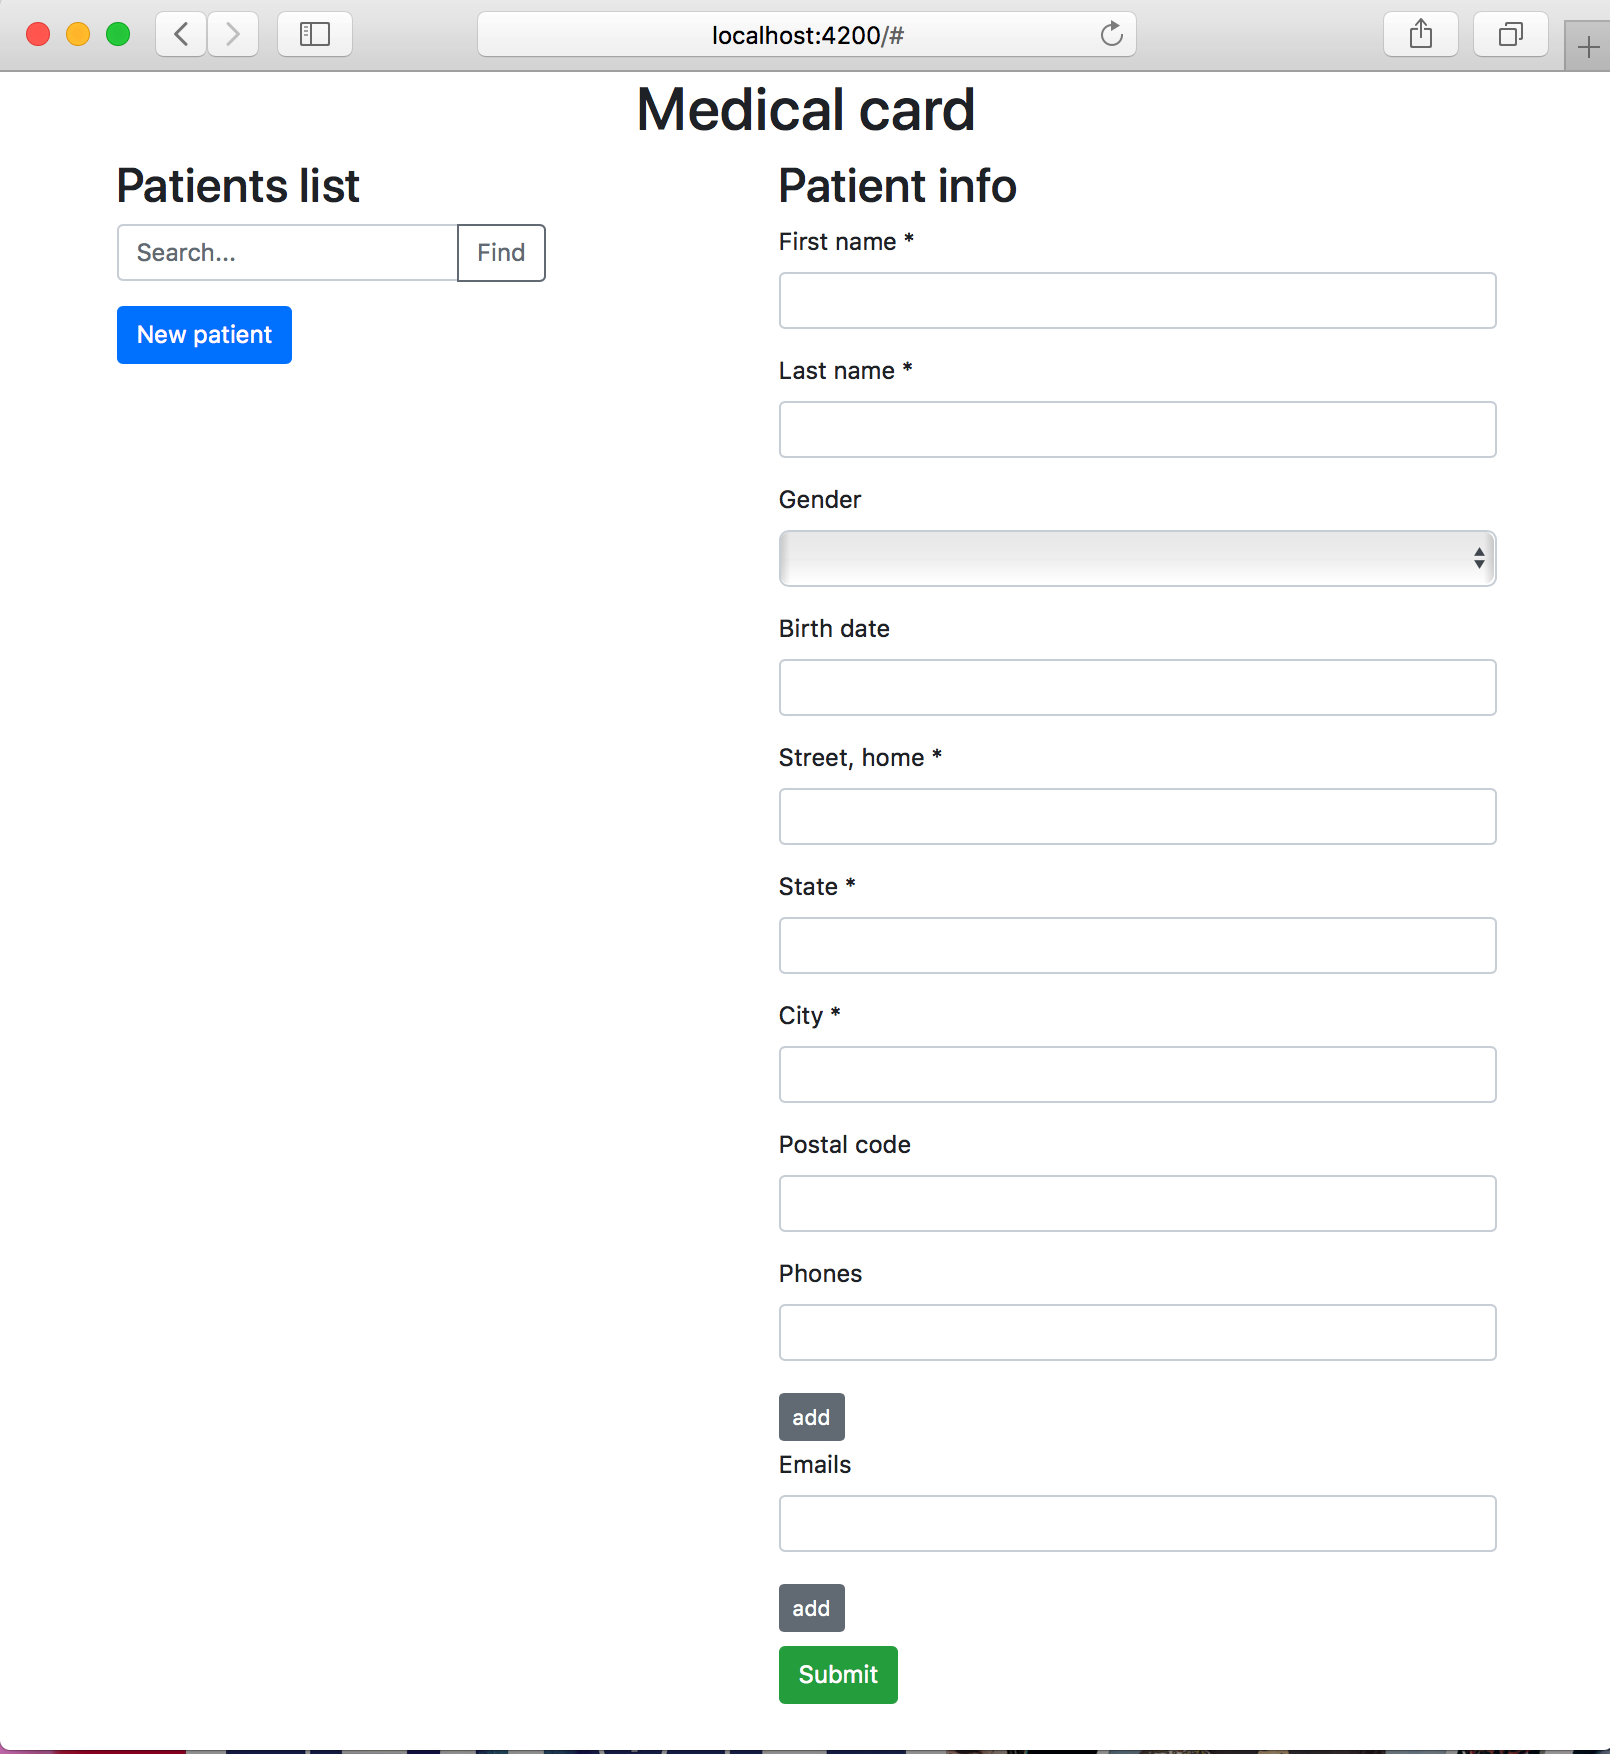 localhost:4200/#
Medical card
Patients list
Search...
Find
New patient
Patient info
First name *
Last name *
Gender
Birth date
Street, home *
State *
City *
Postal code
Phones
add
Emails
add
Submit